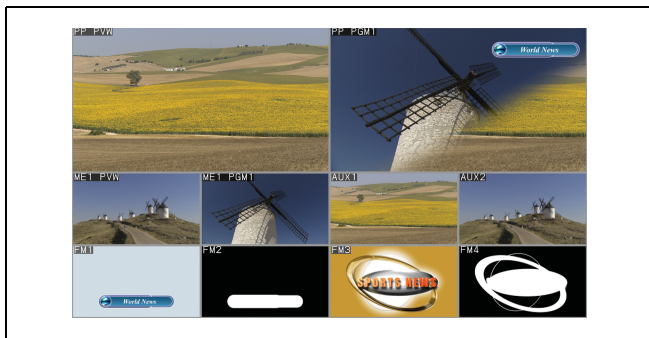 PP PVW
PP PGM1
World News
ME1 PVW
ME1 PGM1
AUX1
AUX2
FM1
FM2
FM3
FM4
World News
SPORTS NEWS